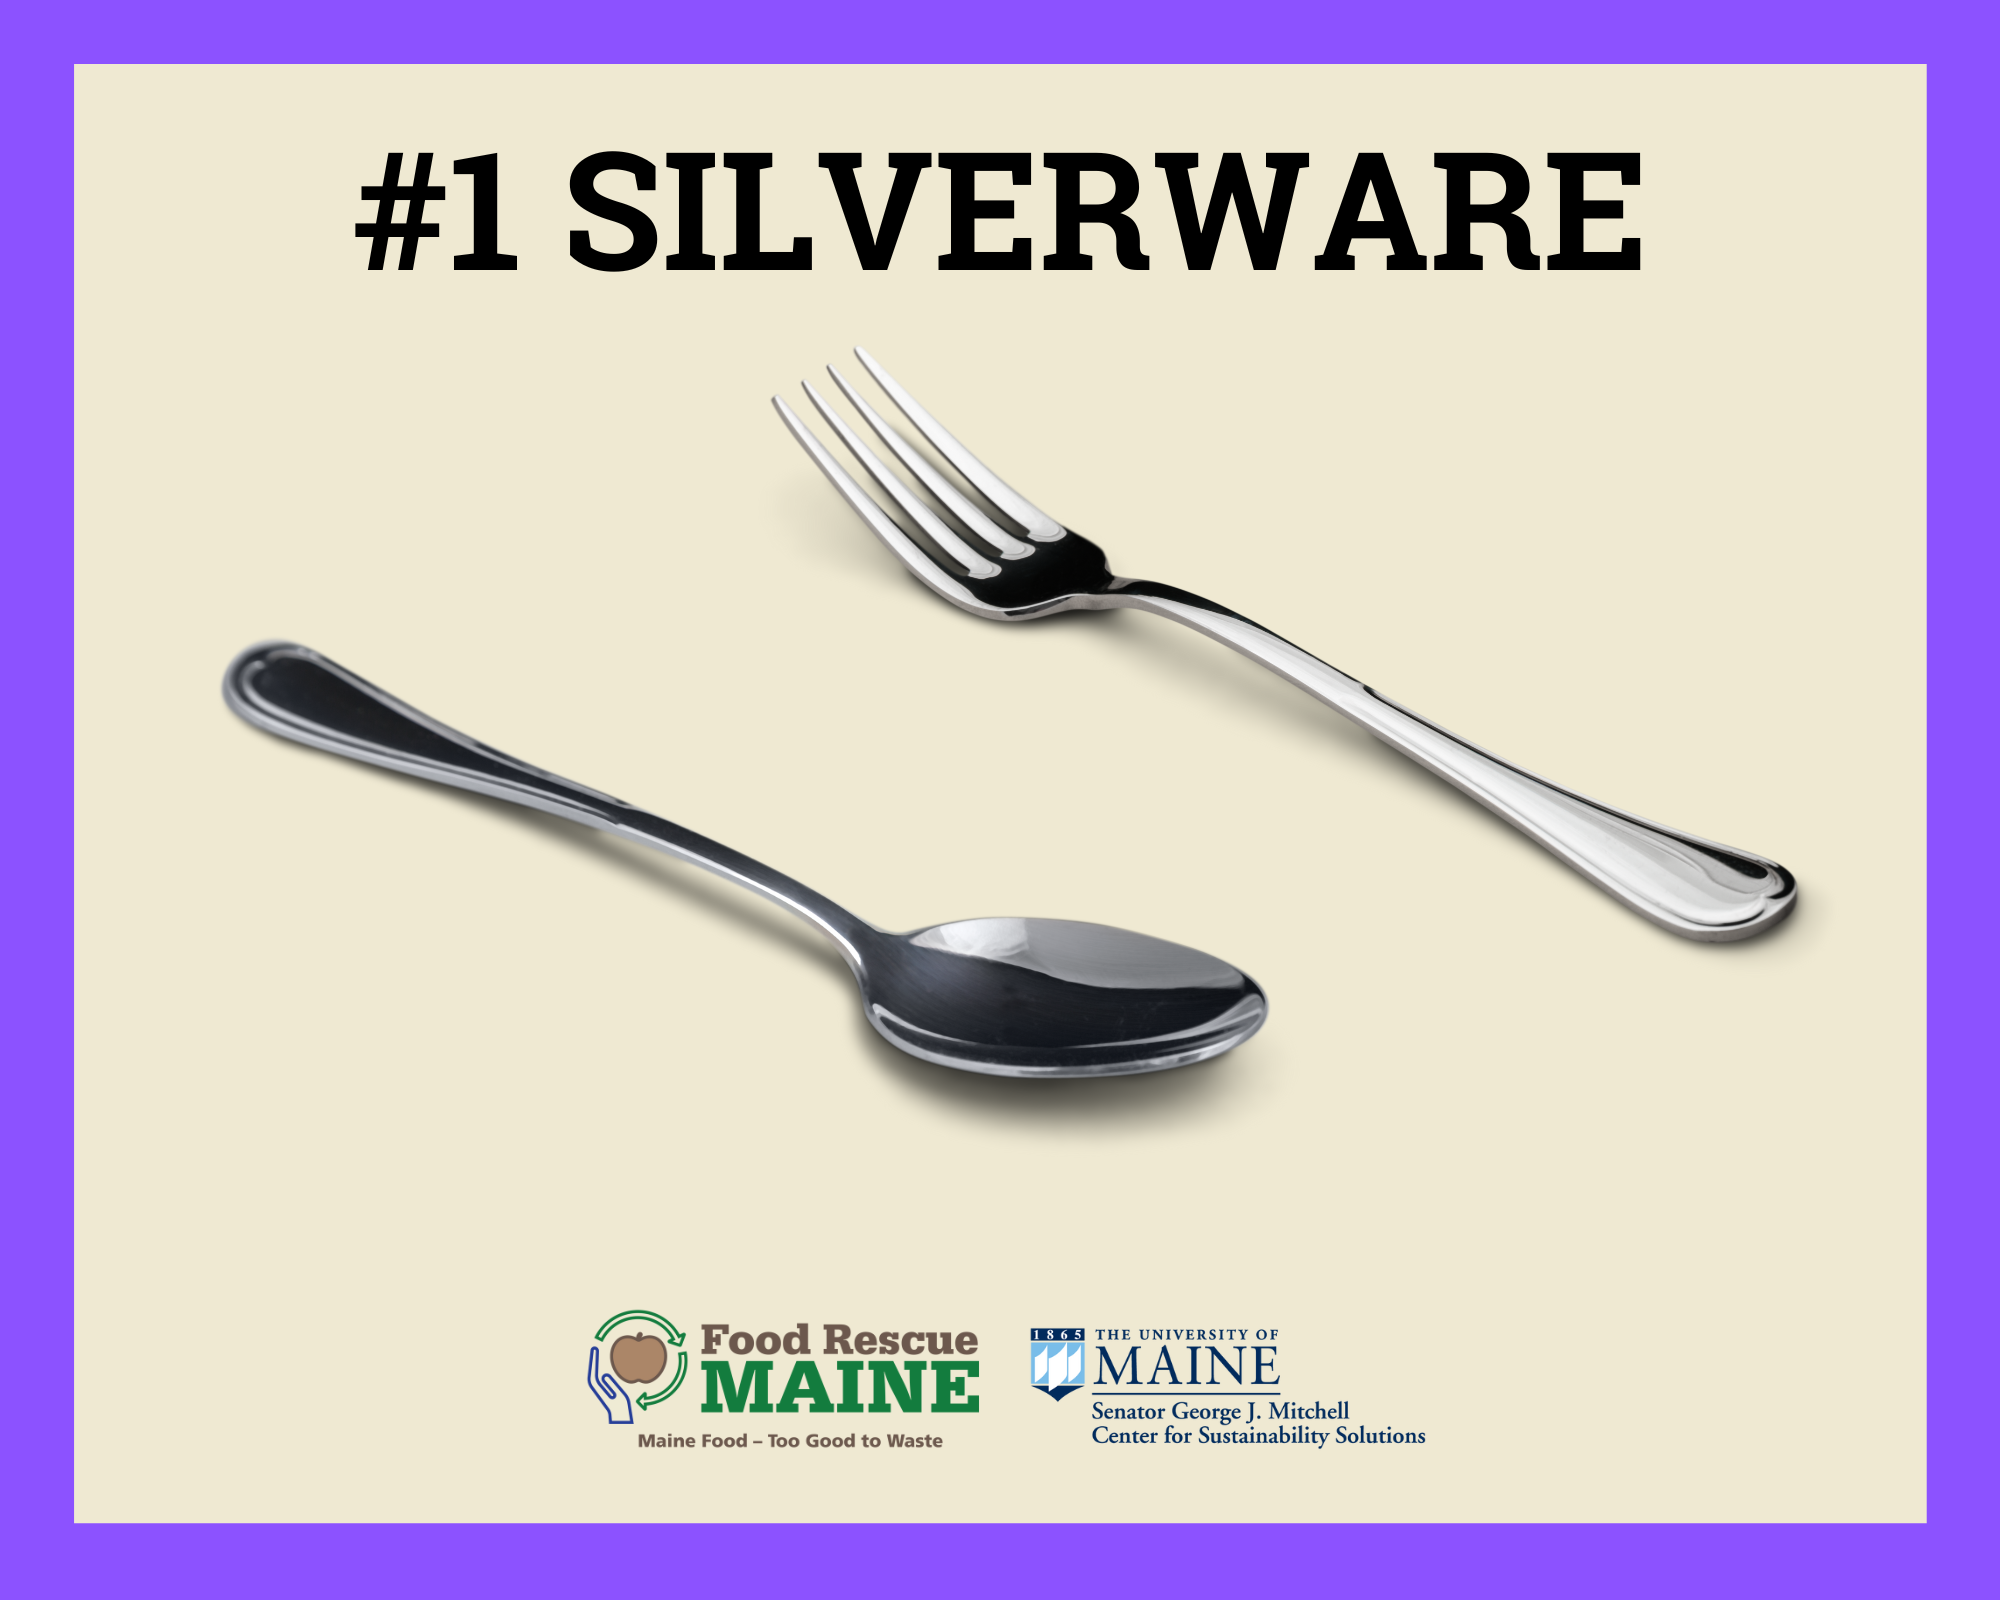 #1 SILVERWARE
Food Rescue
MAINE
Maine Food – Too Good to Waste
1865
THE UNIVERSITY OF
MAINE
Senator George J. Mitchell
Center for Sustainability Solutions